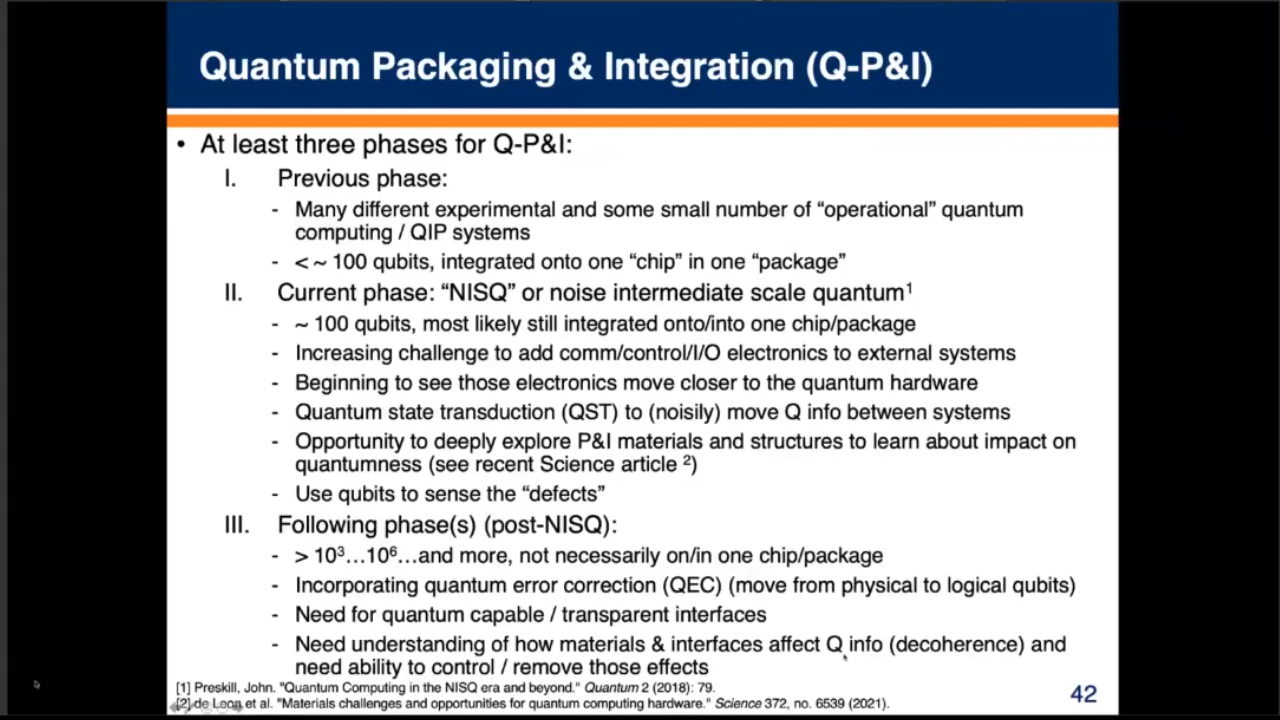 Quantum Packaging & Integration (Q-P&I)
• At least three phases for Q-P&I:
I. Previous phase:
- Many different experimental and some small number of “operational” quantum
computing / QIP systems
- < ~ 100 qubits, integrated onto one “chip” in one “package”
II. Current phase: “NISQ” or noise intermediate scale quantum¹
- ~ 100 qubits, most likely still integrated onto/into one chip/package
- Increasing challenge to add comm/control/I/O electronics to external systems
- Beginning to see those electronics move closer to the quantum hardware
- Quantum state transduction (QST) to (noisily) move Q info between systems
- Opportunity to deeply explore P&I materials and structures to learn about impact on
quantumness (see recent Science article ²)
- Use qubits to sense the “defects”
III. Following phase(s) (post-NISQ):
- > 10³…10⁶…and more, not necessarily on/in one chip/package
- Incorporating quantum error correction (QEC) (move from physical to logical qubits)
- Need for quantum capable / transparent interfaces
- Need understanding of how materials & interfaces affect Q info (decoherence) and
need ability to control / remove those effects
[1] Preskill, John. "Quantum Computing in the NISQ era and beyond." Quantum 2 (2018): 79.
[2] de Leon et al. "Materials challenges and opportunities for quantum computing hardware." Science 372, no. 6539 (2021).
42